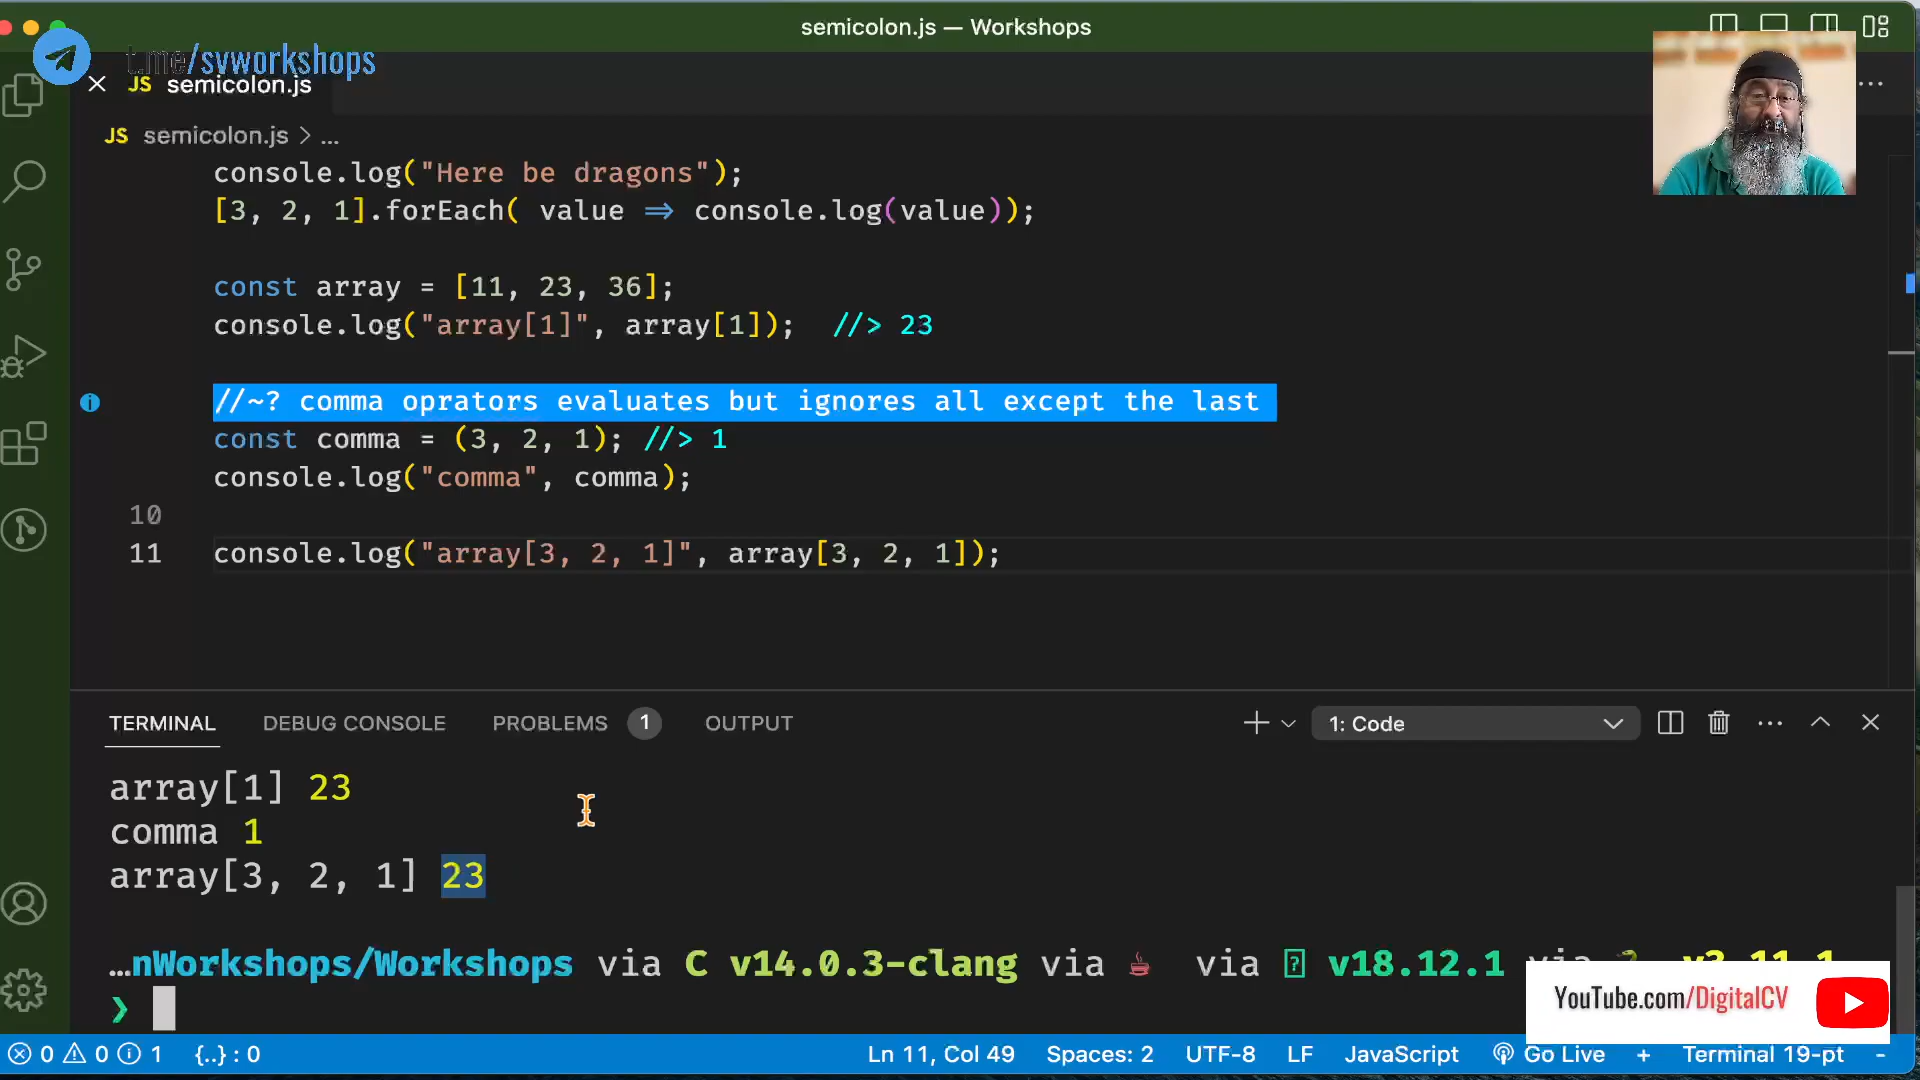 semicolon.js — Workshops
t.me/svworkshops
JS semicolon.js
JS semicolon.js > ...
console.log("Here be dragons");
[3, 2, 1].forEach( value => console.log(value));
const array = [11, 23, 36];
console.log("array[1]", array[1]);  //> 23
//~? comma oprators evaluates but ignores all except the last
const comma = (3, 2, 1); //> 1
console.log("comma", comma);
10
11 console.log("array[3, 2, 1]", array[3, 2, 1]);
TERMINAL DEBUG CONSOLE PROBLEMS 1 OUTPUT 1: Code
array[1] 23
comma 1
array[3, 2, 1] 23
…nWorkshops/Workshops via C v14.0.3-clang via via v18.12.1 via v3.11.1
❯
YouTube.com/DigitalCV
0 0 1 {..} : 0 Ln 11, Col 49 Spaces: 2 UTF-8 LF JavaScript Go Live + Terminal 19-pt -